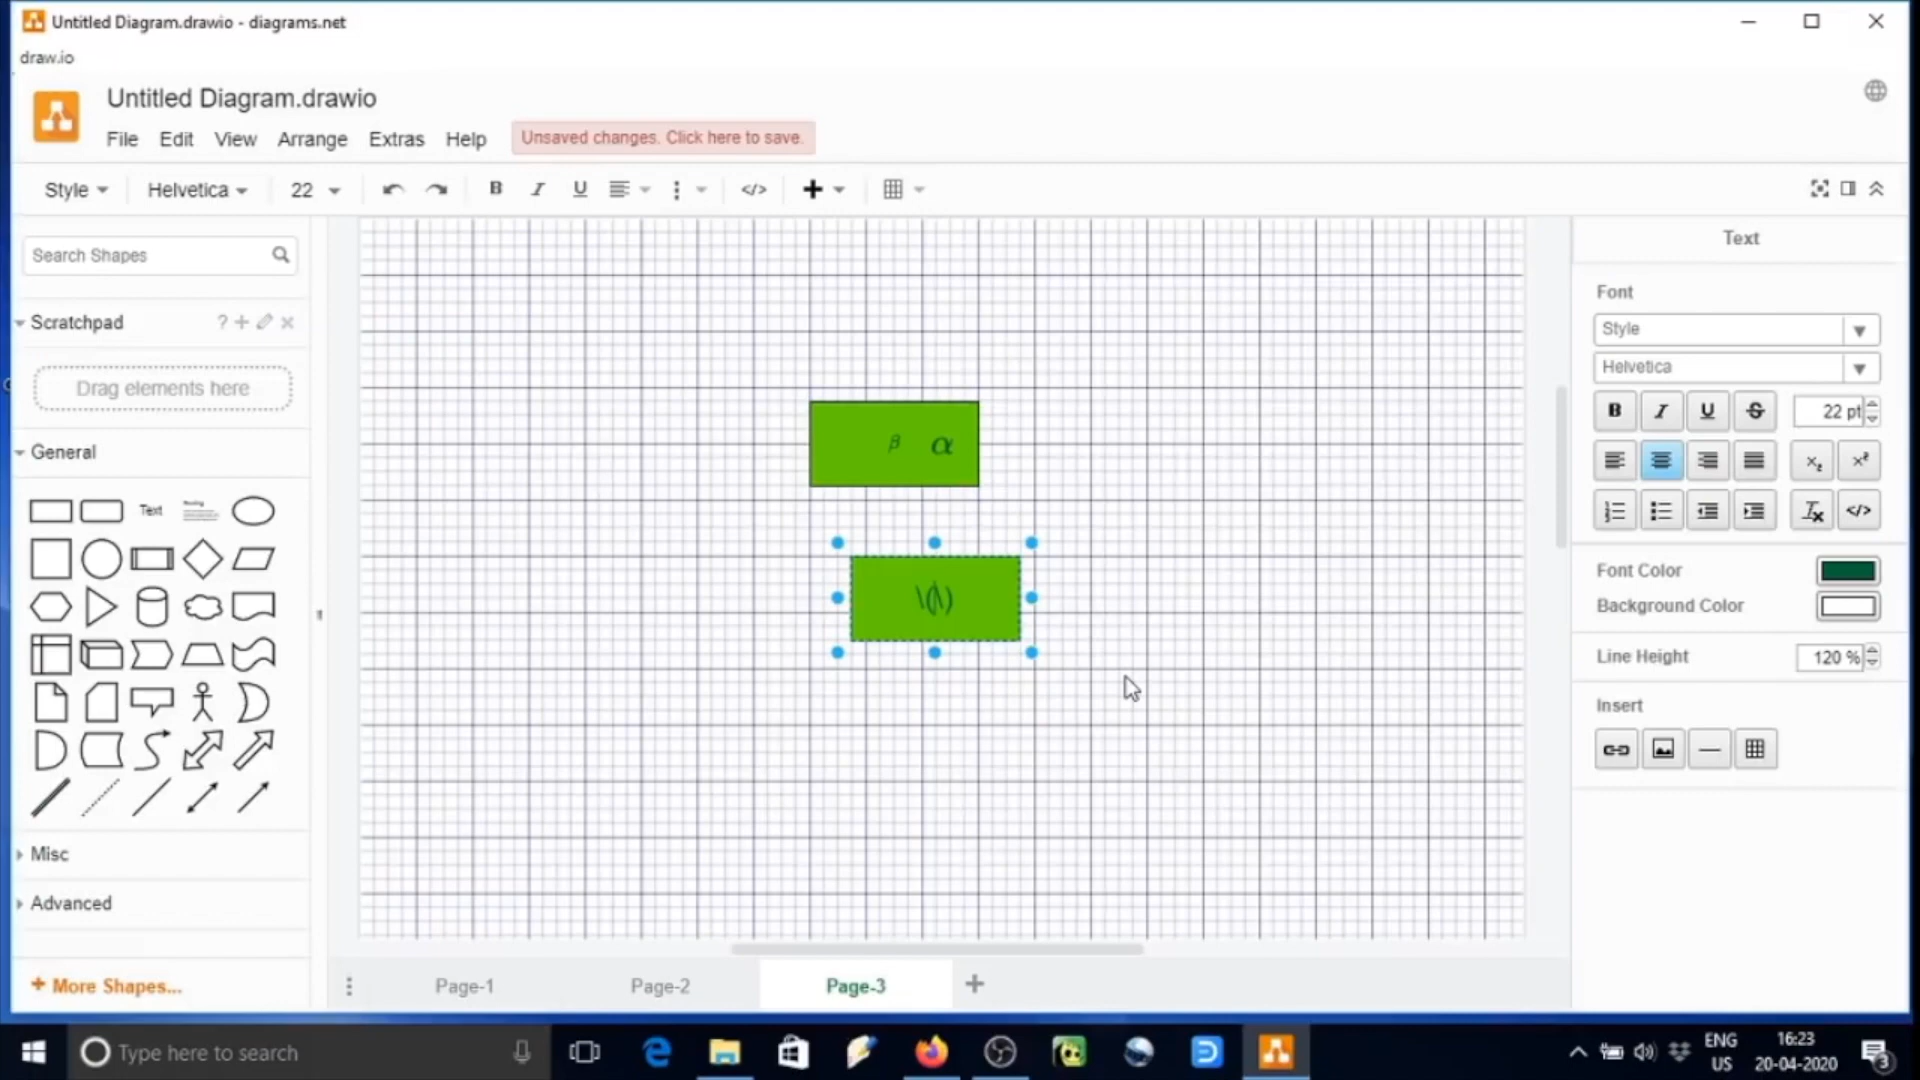 Untitled Diagram.drawio - diagrams.net
draw.io
Untitled Diagram.drawio
File Edit View Arrange Extras Help Unsaved changes. Click here to save.
Style Helvetica 22 B I U </>
Search Shapes
Text
Scratchpad ?
Font
Style
Helvetica
Drag elements here
B I U S 22 pt
β α
General
Text
Font Color
Background Color
\(\)
Line Height 120 %
Insert
Misc
Advanced
+ More Shapes...
Page-1 Page-2 Page-3
Type here to search
ENG
US
16:23
20-04-2020
3